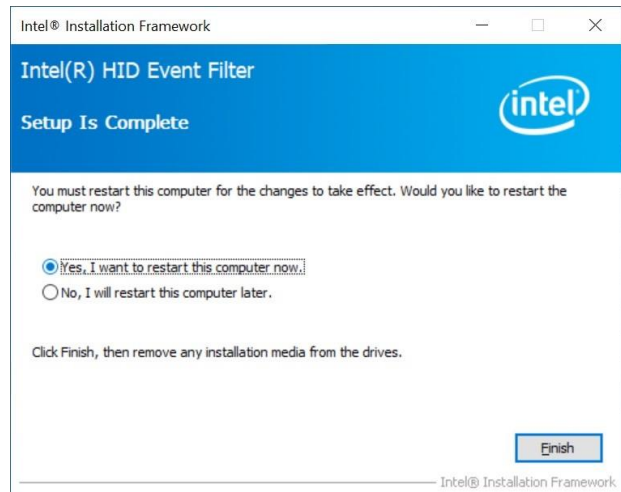 Intel® Installation Framework
Intel(R) HID Event Filter
intel
Setup Is Complete
You must restart this computer for the changes to take effect. Would you like to restart the
computer now?
Yes, I want to restart this computer now.
No, I will restart this computer later.
Click Finish, then remove any installation media from the drives.
Finish
Intel® Installation Framework